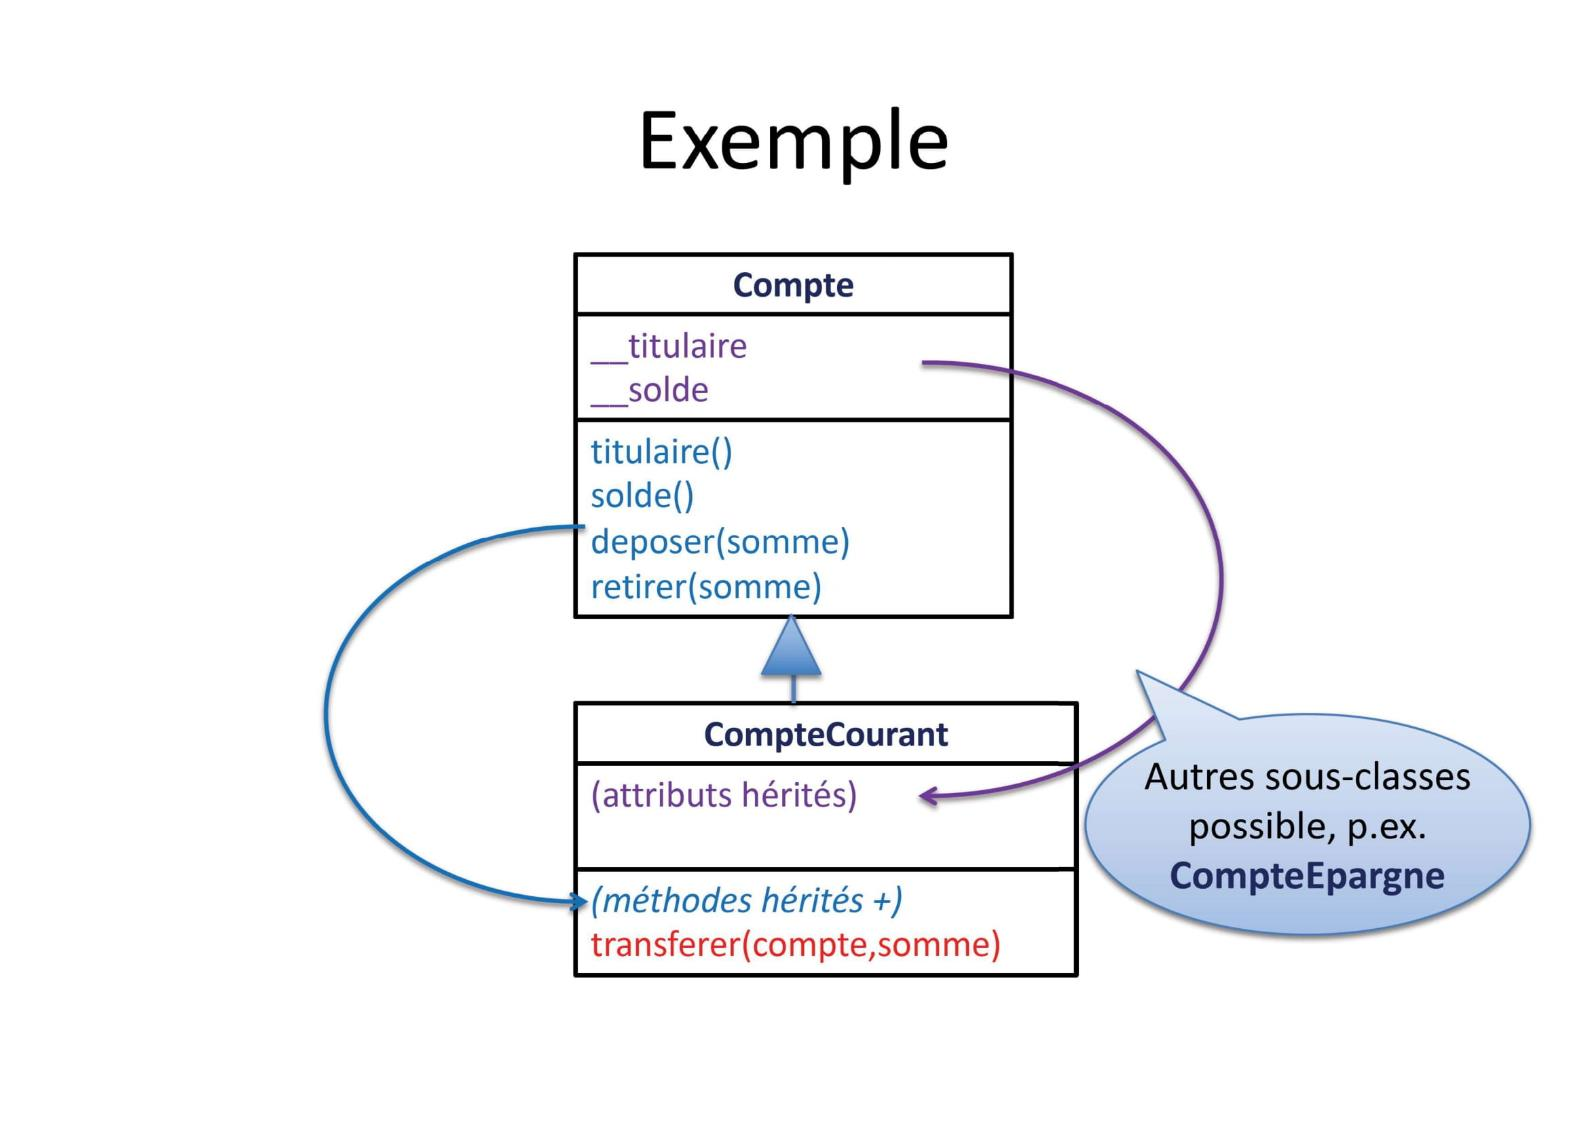 Exemple
Compte
__titulaire
__solde
titulaire()
solde()
deposer(somme)
retirer(somme)
CompteCourant
(attributs hérités)
(méthodes hérités +)
transferer(compte,somme)
Autres sous-classes
possible, p.ex.
CompteEpargne